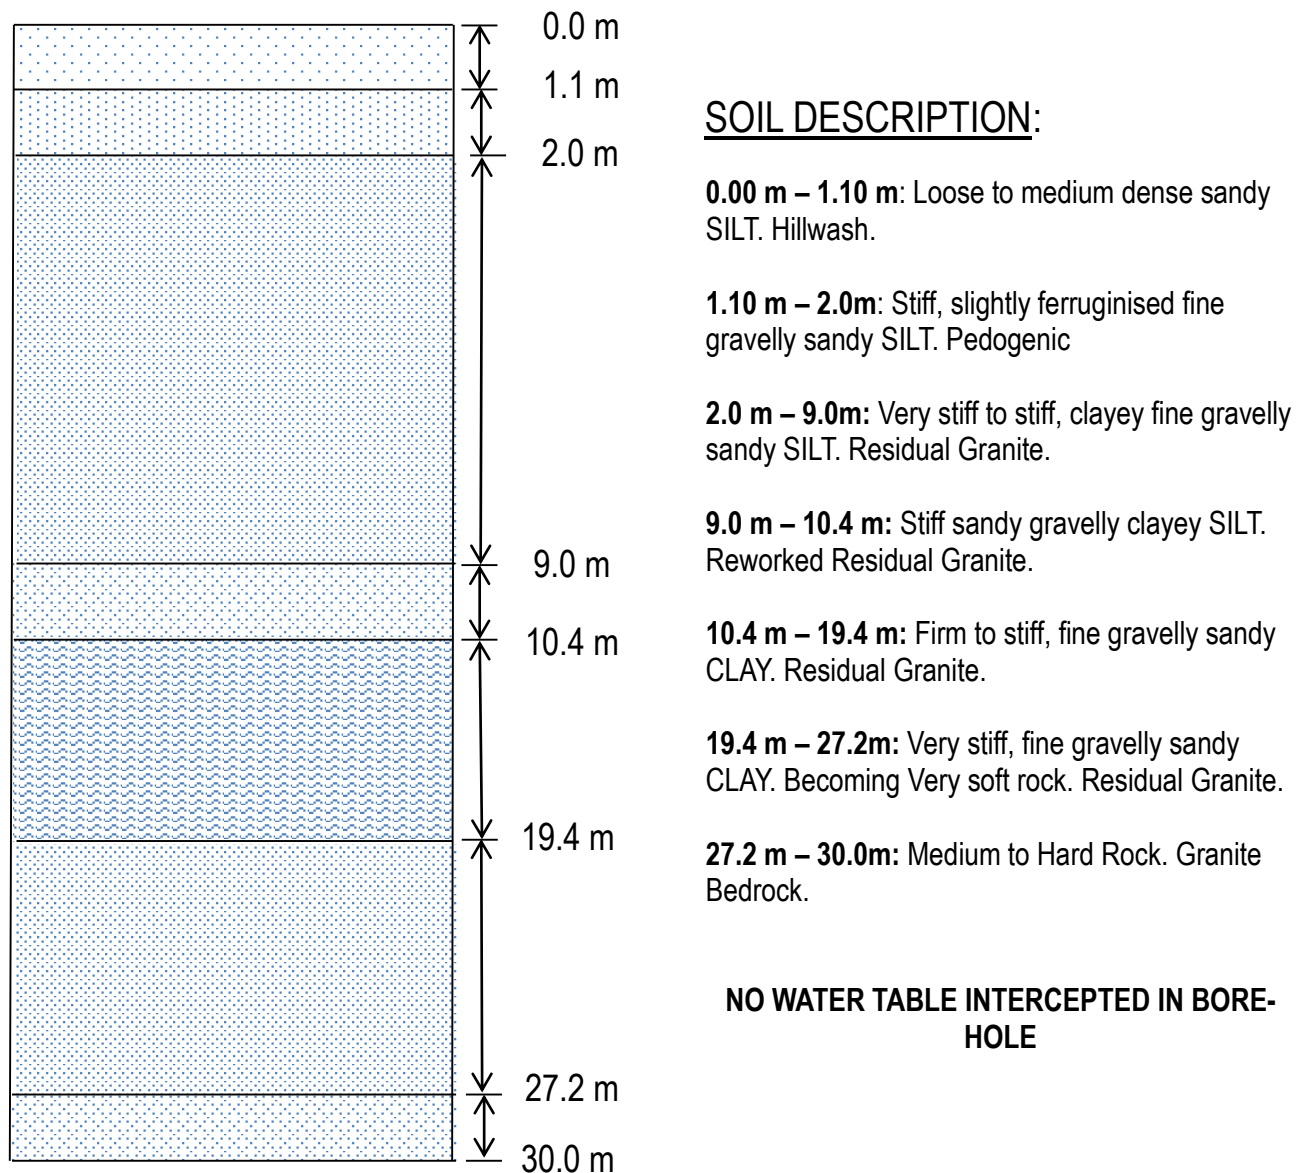 0.0 m
1.1 m
2.0 m
9.0 m
10.4 m
19.4 m
27.2 m
30.0 m
SOIL DESCRIPTION:
0.00 m – 1.10 m: Loose to medium dense sandy
SILT. Hillwash.
1.10 m – 2.0m: Stiff, slightly ferruginised fine
gravelly sandy SILT. Pedogenic
2.0 m – 9.0m: Very stiff to stiff, clayey fine gravelly
sandy SILT. Residual Granite.
9.0 m – 10.4 m: Stiff sandy gravelly clayey SILT.
Reworked Residual Granite.
10.4 m – 19.4 m: Firm to stiff, fine gravelly sandy
CLAY. Residual Granite.
19.4 m – 27.2m: Very stiff, fine gravelly sandy
CLAY. Becoming Very soft rock. Residual Granite.
27.2 m – 30.0m: Medium to Hard Rock. Granite
Bedrock.
NO WATER TABLE INTERCEPTED IN BORE-
HOLE